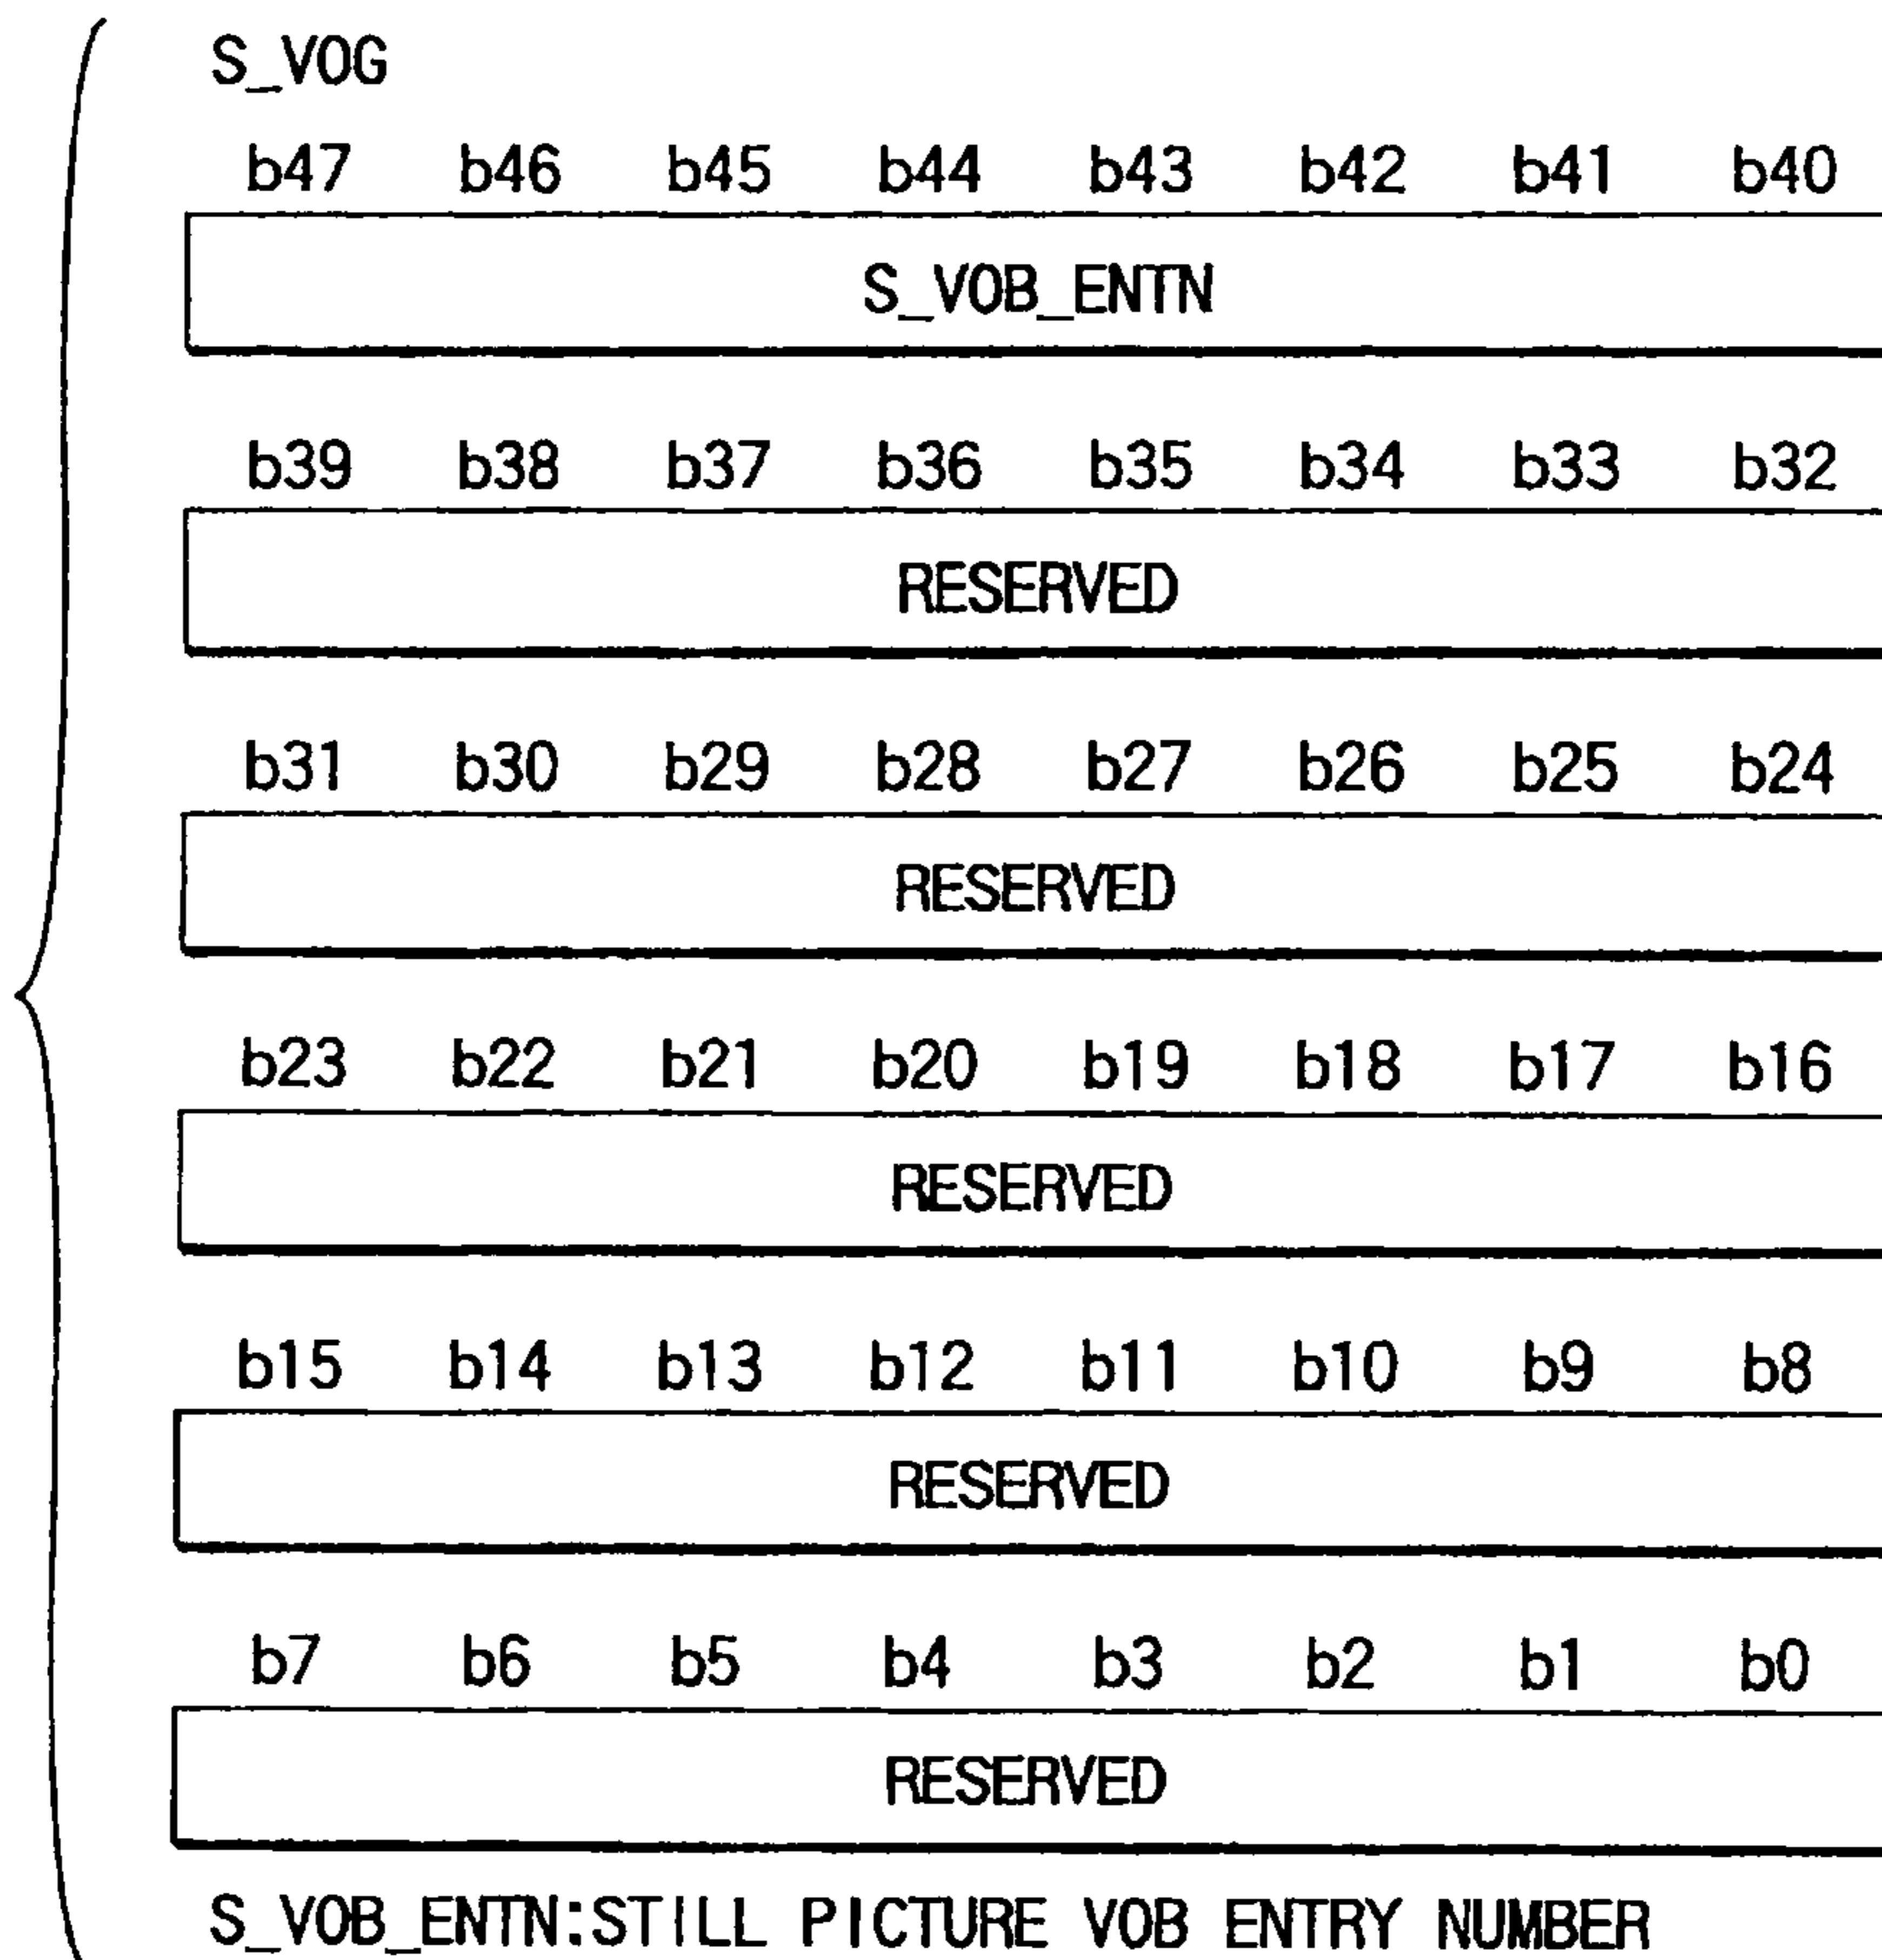 S_VOG
b47 b46 b45 b44 b43 b42 b41 b40
S_VOB_ENTN
b39 b38 b37 b36 b35 b34 b33 b32
RESERVED
b31 b30 b29 b28 b27 b26 b25 b24
RESERVED
b23 b22 b21 b20 b19 b18 b17 b16
RESERVED
b15 b14 b13 b12 b11 b10 b9 b8
RESERVED
b7 b6 b5 b4 b3 b2 b1 b0
RESERVED
S_VOB_ENTN:STILL PICTURE VOB ENTRY NUMBER